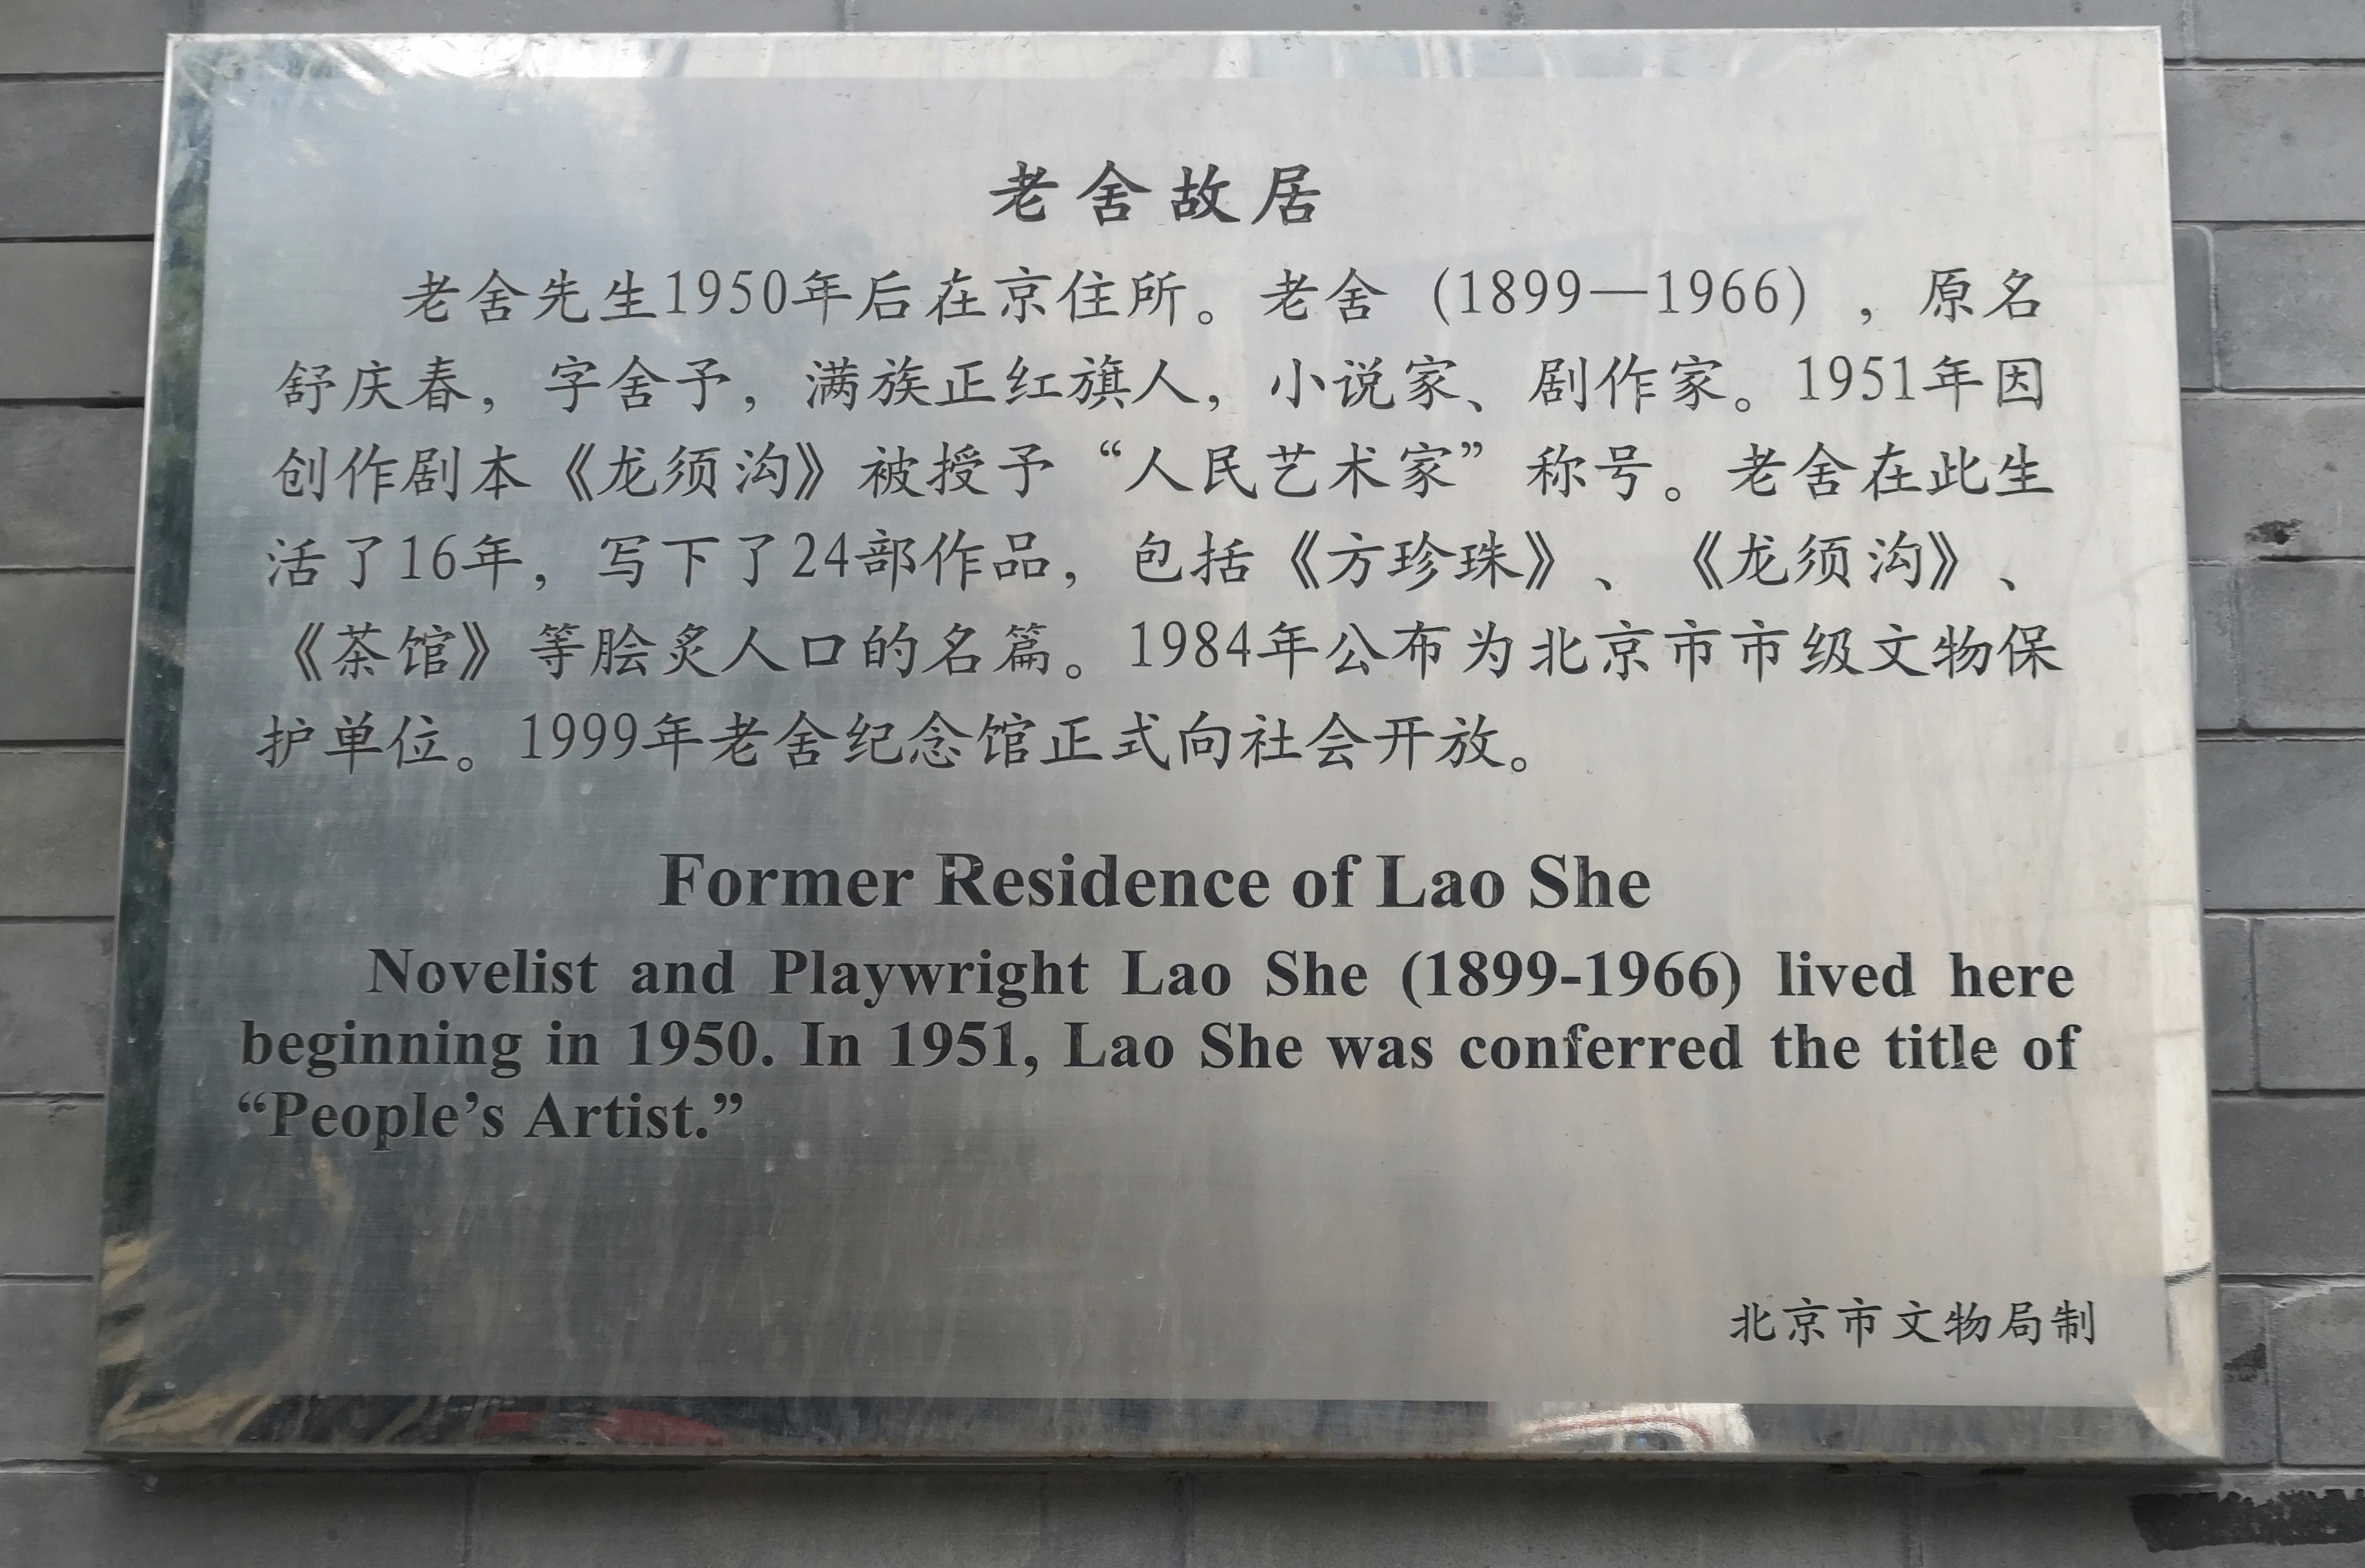 老舍故居
老舍先生1950年后在京住所。老舍（1899—1966），原名
舒庆春，字舍予，满族正红旗人，小说家、剧作家。1951年因
创作剧本《龙须沟》被授予“人民艺术家”称号。老舍在此生
活了16年，写下了24部作品，包括《方珍珠》、《龙须沟》、
《茶馆》等脍炙人口的名篇。1984年公布为北京市市级文物保
护单位。1999年老舍纪念馆正式向社会开放。
Former Residence of Lao She
Novelist and Playwright Lao She (1899-1966) lived here
beginning in 1950. In 1951, Lao She was conferred the title of
“People’s Artist.”
北京市文物局制